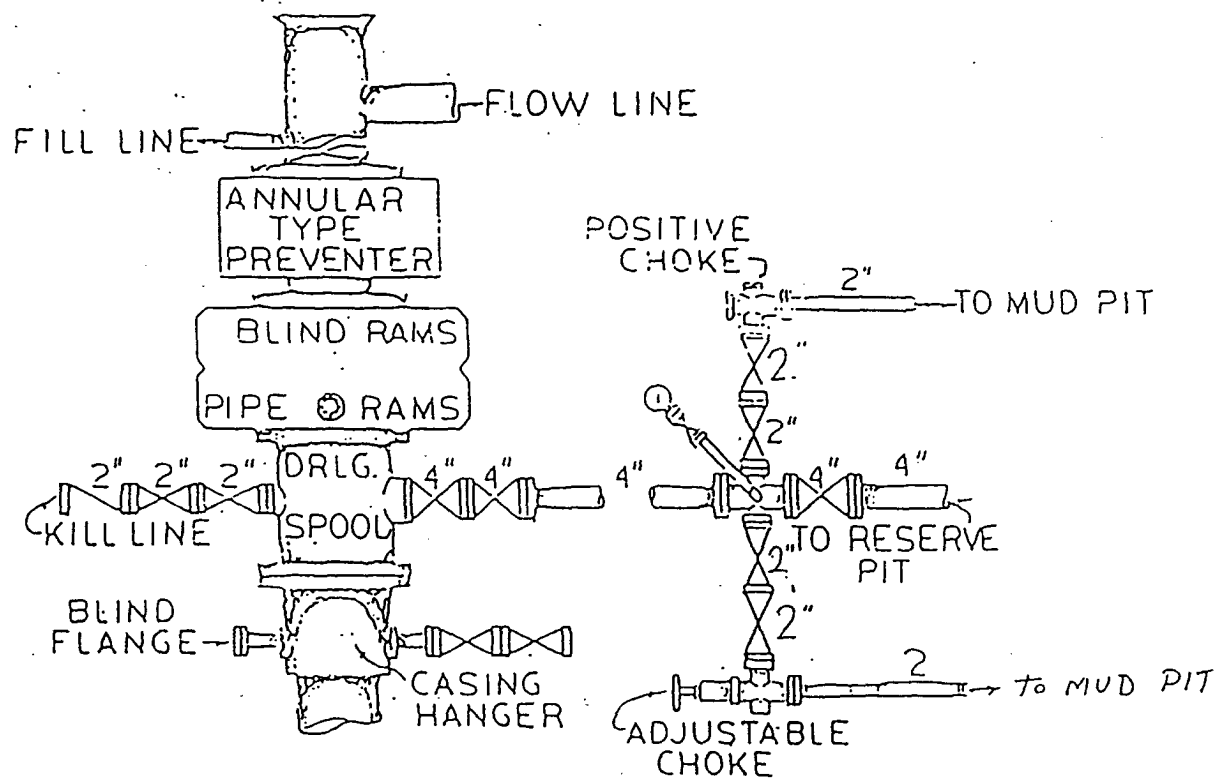 FLOW LINE
FILL LINE
ANNULAR
TYPE
PREVENTER
BLIND RAMS
PIPE RAMS
2" 2" 2"
DRLG.
4" 4"
4"
KILL LINE
SPOOL
BLIND
FLANGE
CASING
HANGER
POSITIVE
CHOKE
2"
TO MUD PIT
2"
2"
4" 4"
TO RESERVE
PIT
2"
2"
2
TO MUD PIT
ADJUSTABLE
CHOKE